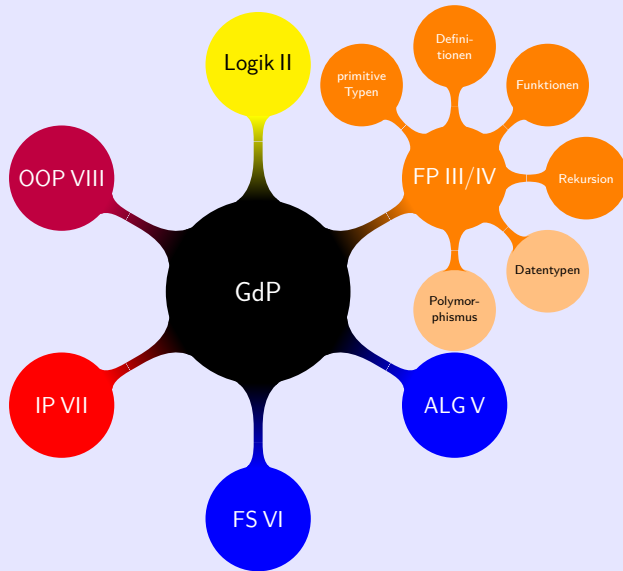 Logik II
Defini-
tionen
primitive
Typen
Funktionen
OOP VIII
FP III/IV
Rekursion
Datentypen
GdP
Polymor-
phismus
IP VII
ALG V
FS VI